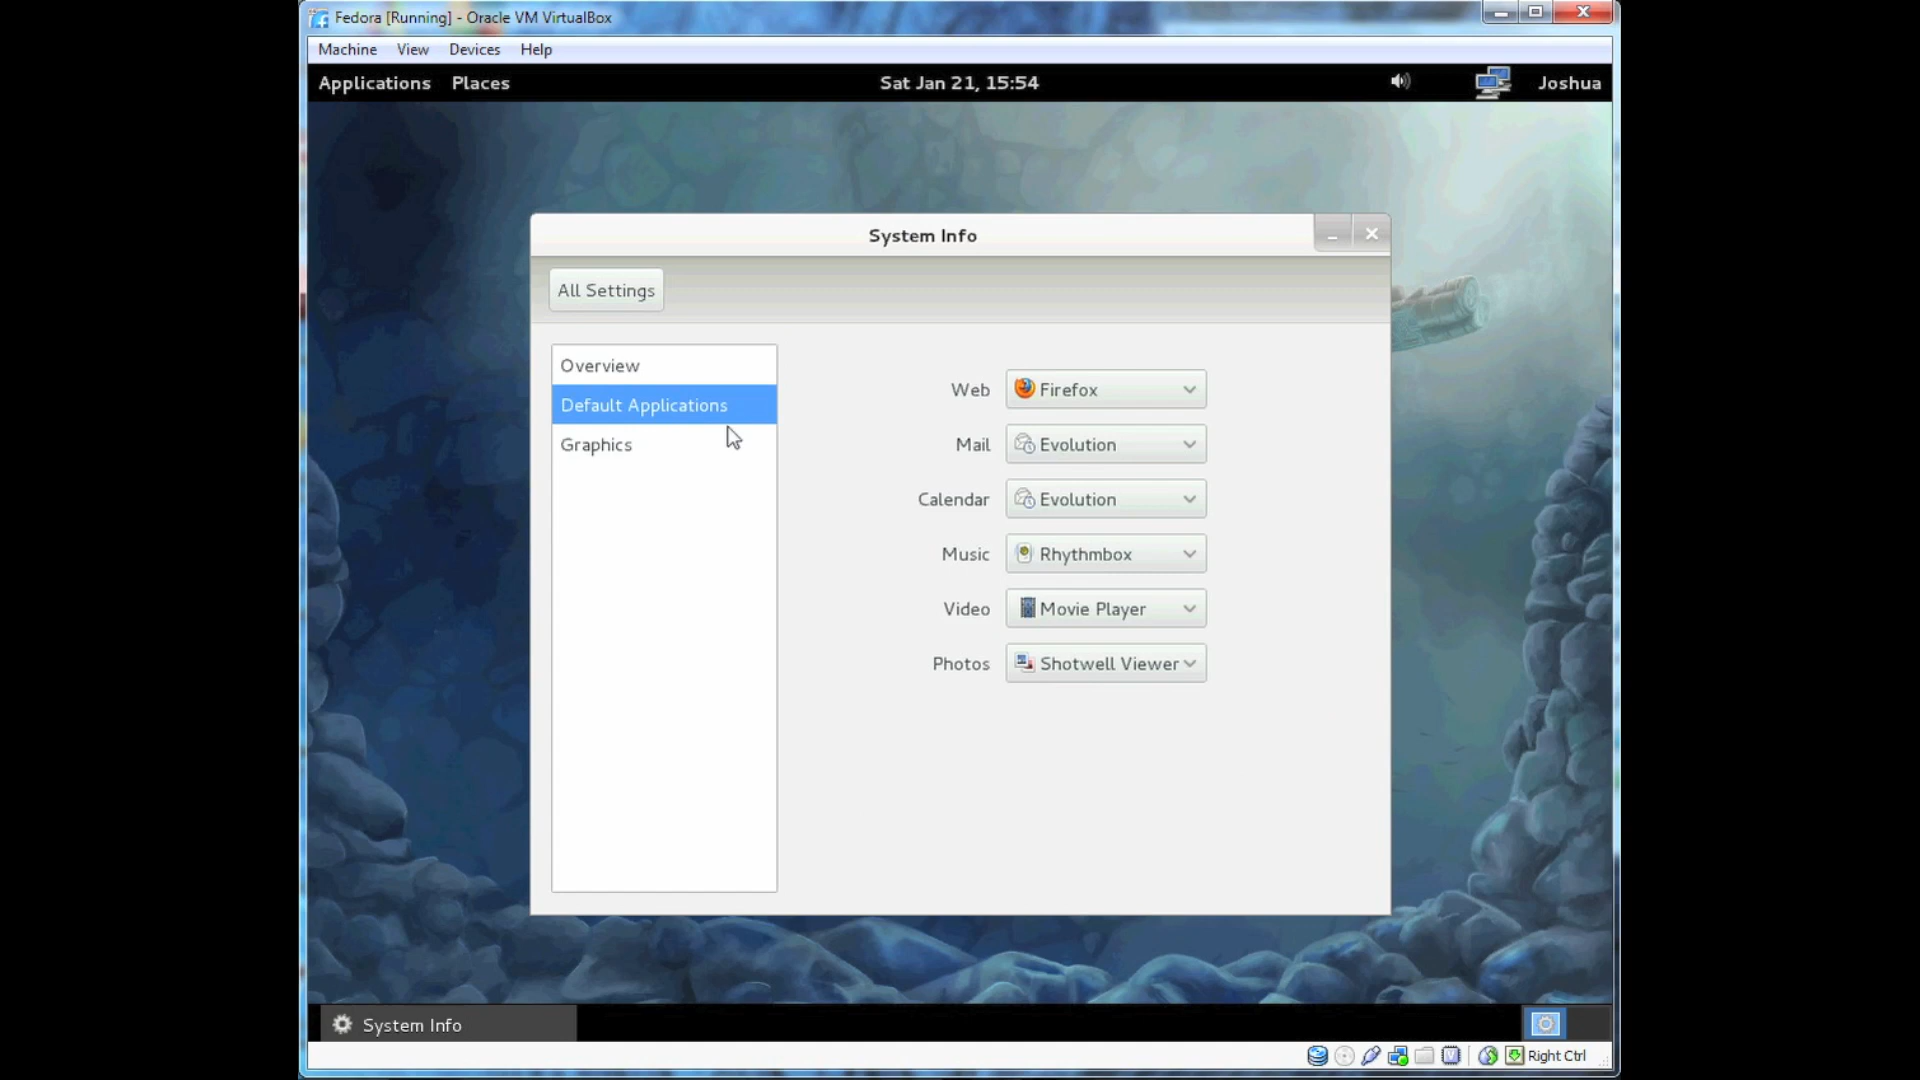 Fedora [Running] - Oracle VM VirtualBox
Machine View Devices Help
Applications Places Sat Jan 21, 15:54 Joshua
System Info
All Settings
Overview
Default Applications
Graphics
Web Firefox
Mail Evolution
Calendar Evolution
Music Rhythmbox
Video Movie Player
Photos Shotwell Viewer
System Info
Right Ctrl